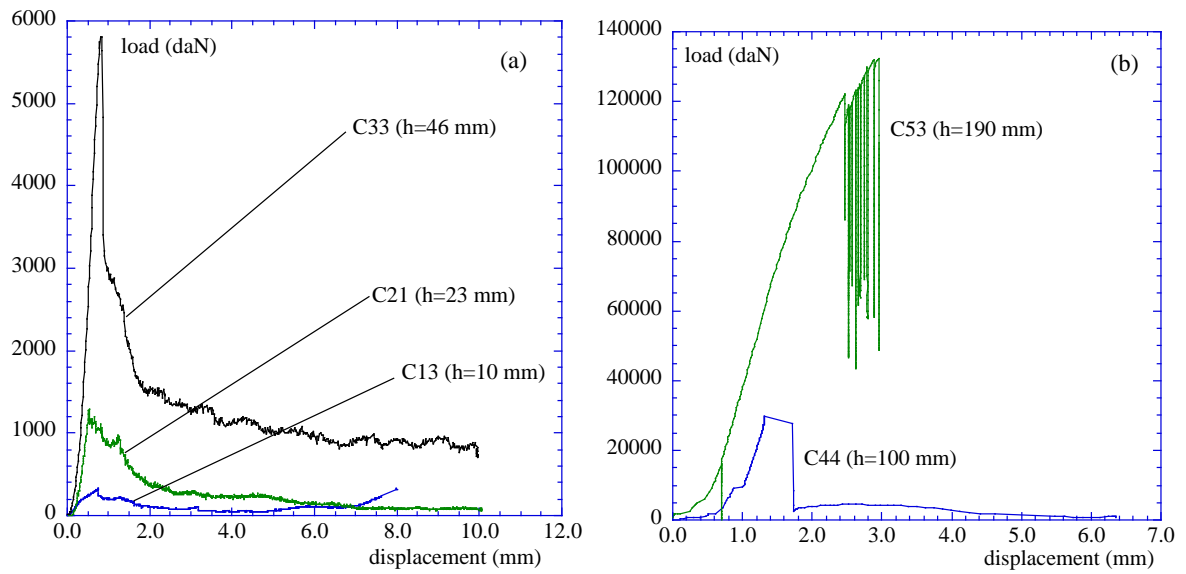 6000
load (daN)
(a)
5000
C33 (h=46 mm)
4000
3000
C21 (h=23 mm)
2000
C13 (h=10 mm)
1000
0
0.0 2.0 4.0 6.0 8.0 10.0 12.0
displacement (mm)
140000
load (daN)
(b)
120000
C53 (h=190 mm)
100000
80000
60000
40000
20000
C44 (h=100 mm)
0
0.0 1.0 2.0 3.0 4.0 5.0 6.0 7.0
displacement (mm)